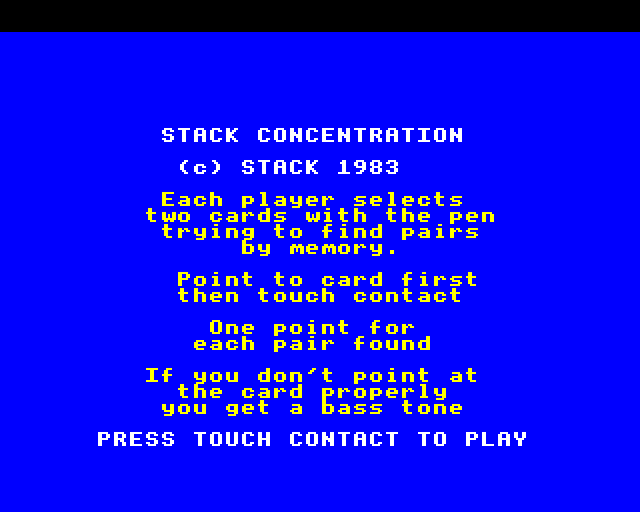 STACK CONCENTRATION
(c) STACK 1983
Each player selects
two cards with the pen
trying to find pairs
by memory.
Point to card first
then touch contact
One point for
each pair found
If you don't point at
the card properly
you get a bass tone
PRESS TOUCH CONTACT TO PLAY